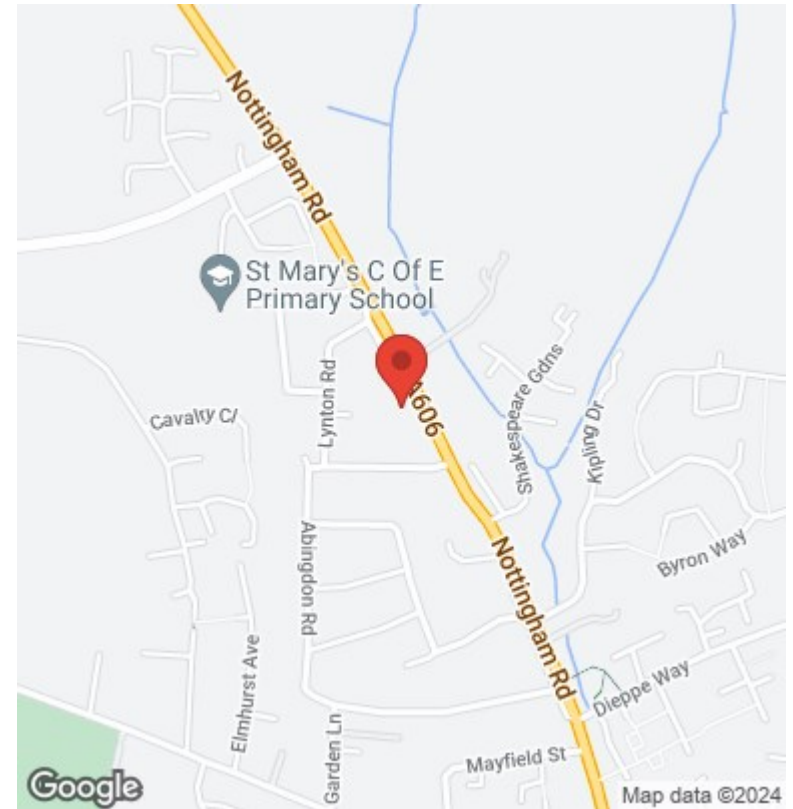 Nottingham Rd
St Mary's C Of E
Primary School
A606
Lynton Rd
Shakespeare Gdns
Kipling Dr
Cavalry Cl
Abingdon Rd
Nottingham Rd
Byron Way
Elmhurst Ave
Dieppe Way
Garden Ln
Mayfield St
Google
Map data ©2024